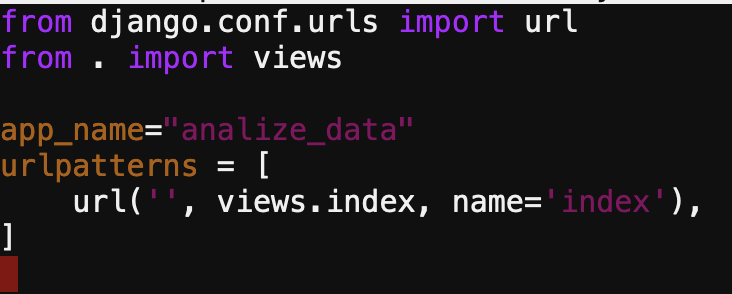 from django.conf.urls import url
from . import views
app_name="analize_data"
urlpatterns = [
    url('', views.index, name='index'),
]